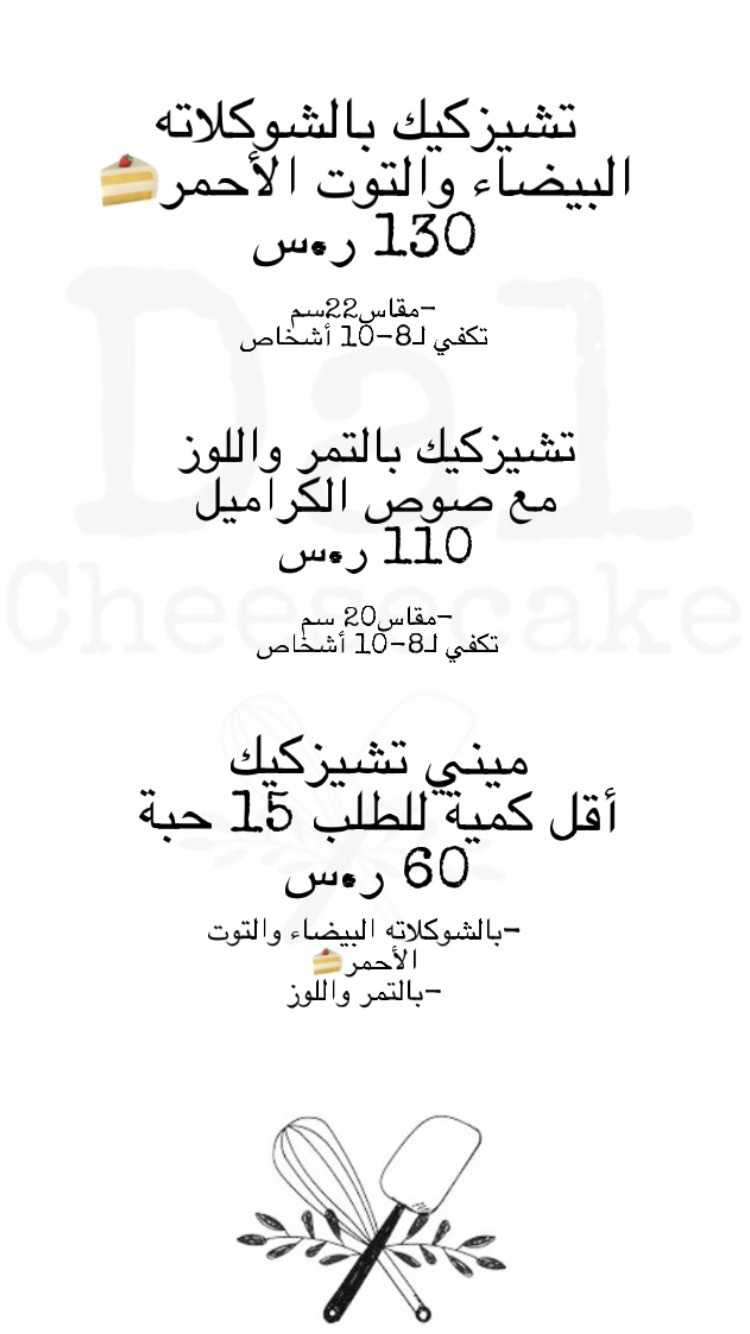 تشيزكيك بالشوكلاته
البيضاء والتوت الأحمر🍰
130 ر.س
-مقاس22سم
تكفي لـ8-10 أشخاص
Dal
تشيزكيك بالتمر واللوز
مع صوص الكراميل
110 ر.س
Cheesecake
-مقاس20 سم
تكفي لـ8-10 أشخاص
ميني تشيزكيك
أقل كمية للطلب 15 حبة
60 ر.س
-بالشوكلاته البيضاء والتوت
الأحمر🍰
-بالتمر واللوز